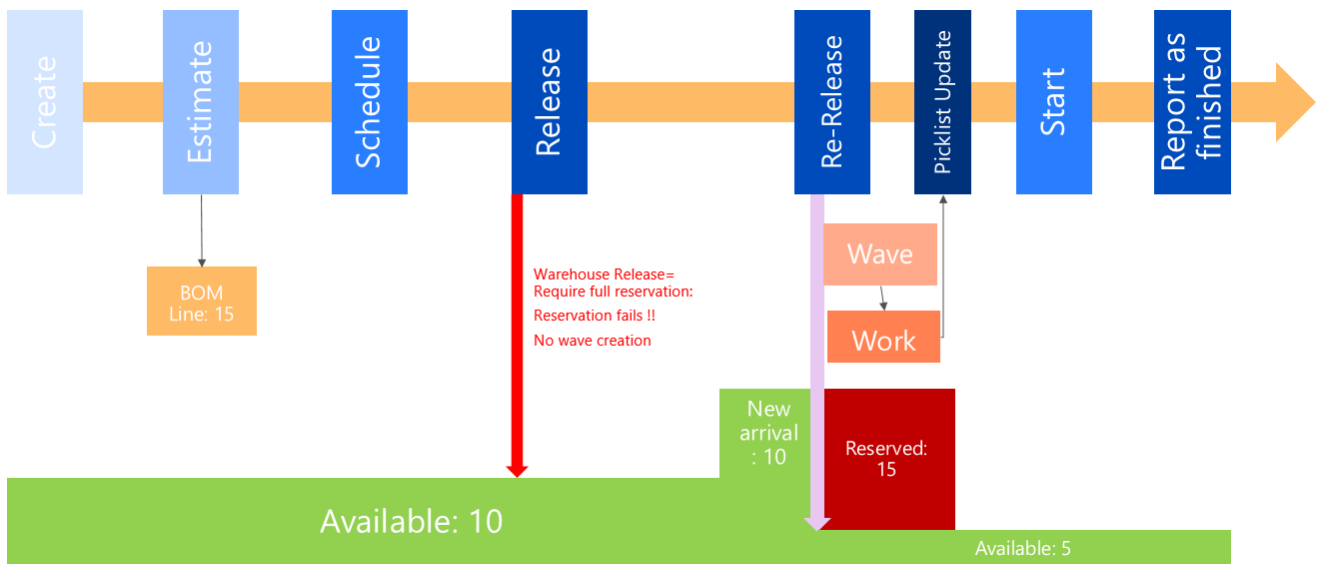 Create
Estimate
Schedule
Release
Re-Release
Picklist Update
Start
Report as
finished
BOM
Line: 15
Warehouse Release=
Require full reservation:
Reservation fails !!
No wave creation
Wave
Work
New
arrival
: 10
Reserved:
15
Available: 10
Available: 5